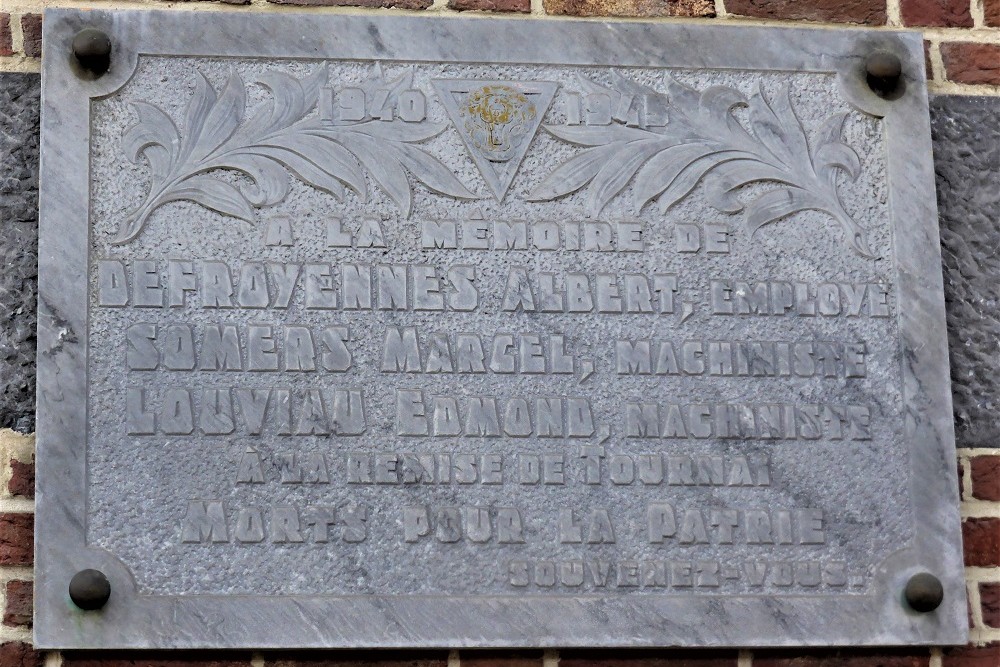 1940 1945
A LA MÉMOIRE DE
DEFROYENNES ALBERT, EMPLOYÉ
SOMERS MARCEL, MACHINISTE
LOUVIAU EDMOND, MACHINISTE
À LA REMISE DE TOURNAI
MORTS POUR LA PATRIE
SOUVENEZ-VOUS.